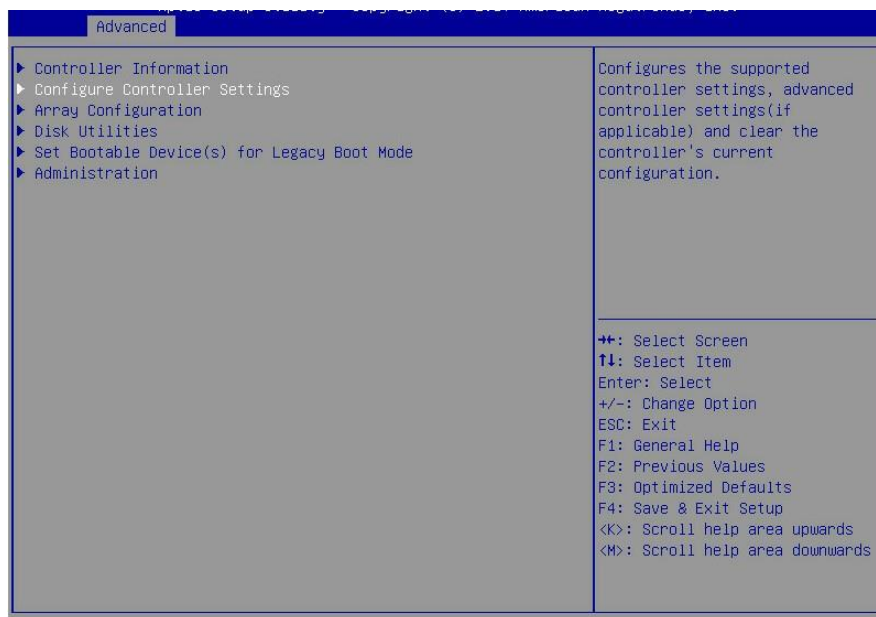 Advanced
Controller Information
Configure Controller Settings
Array Configuration
Disk Utilities
Set Bootable Device(s) for Legacy Boot Mode
Administration
Configures the supported
controller settings, advanced
controller settings(if
applicable) and clear the
controller's current
configuration.
→←: Select Screen
↑↓: Select Item
Enter: Select
+/-: Change Option
ESC: Exit
F1: General Help
F2: Previous Values
F3: Optimized Defaults
F4: Save & Exit Setup
<K>: Scroll help area upwards
<M>: Scroll help area downwards